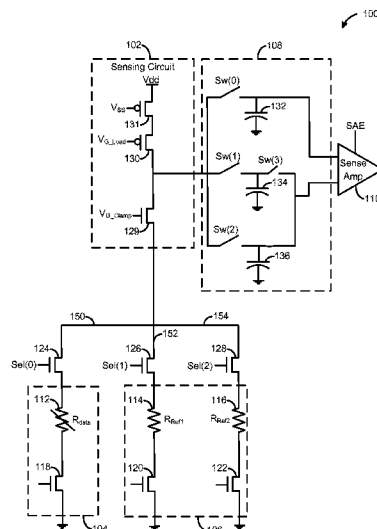 100
102
108
Sensing Circuit
Vdd
Sw(0)
VSG
131
132
SAE
VG_Load
130
Sw(1)
Sw(3)
Sense
Amp
134
110
VG_Clamp
129
Sw(2)
136
150
152
154
124
126
128
Sel(0)
Sel(1)
Sel(2)
112
114
116
Rdata
RRef1
RRef2
118
120
122
104
106